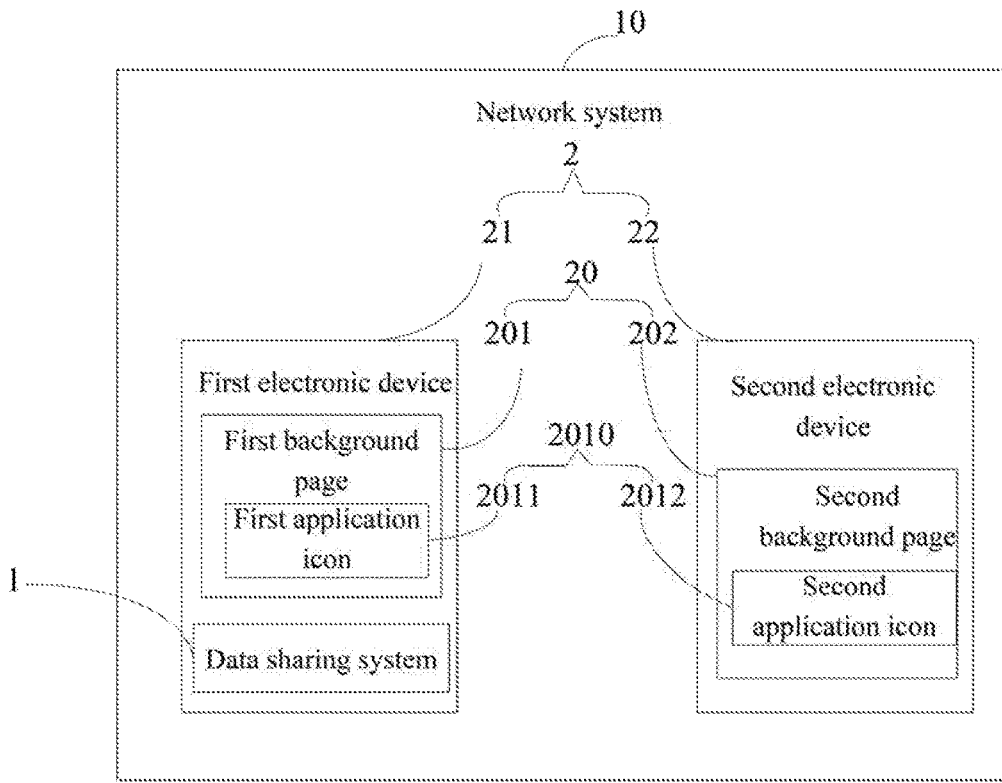 10
Network system
2
21
22
20
201
202
First electronic device
First background
page
First application
icon
2010
2011
2012
Second electronic
device
Second
background page
Second
application icon
1
Data sharing system